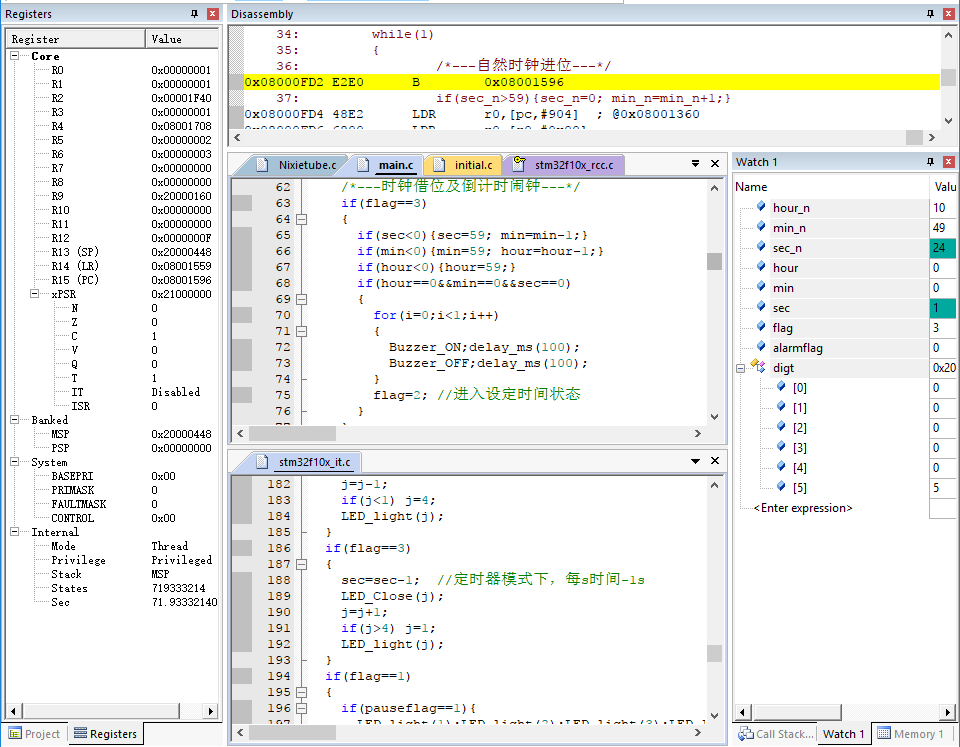 Registers
Register Value
Core
R0 0x00000001
R1 0x00000001
R2 0x00001F40
R3 0x00000001
R4 0x08001708
R5 0x00000002
R6 0x00000003
R7 0x00000000
R8 0x00000000
R9 0x20000160
R10 0x00000000
R11 0x00000000
R12 0x0000000F
R13 (SP) 0x20000448
R14 (LR) 0x08001559
R15 (PC) 0x08001596
xPSR 0x21000000
N 0
Z 0
C 1
V 0
Q 0
T 1
IT Disabled
ISR 0
Banked
MSP 0x20000448
PSP 0x00000000
System
BASEPRI 0x00
PRIMASK 0
FAULTMASK 0
CONTROL 0x00
Internal
Mode Thread
Privilege Privileged
Stack MSP
States 719333214
Sec 71.93332140
Project Registers
Disassembly
34: while(1)
35: {
36: /*---自然时钟进位---*/
0x08000FD2 E2E0 B 0x08001596
37: if(sec_n>59){sec_n=0; min_n=min_n+1;}
0x08000FD4 48E2 LDR r0,[pc,#904] ; @0x08001360
Nixietube.c main.c initial.c stm32f10x_rcc.c
62 /*---时钟借位及倒计时闹钟---*/
63 if(flag==3)
64 {
65 if(sec<0){sec=59; min=min-1;}
66 if(min<0){min=59; hour=hour-1;}
67 if(hour<0){hour=59;}
68 if(hour==0&&min==0&&sec==0)
69 {
70 for(i=0;i<1;i++)
71 {
72 Buzzer_ON;delay_ms(100);
73 Buzzer_OFF;delay_ms(100);
74 }
75 flag=2; //进入设定时间状态
76 }
stm32f10x_it.c
182 j=j-1;
183 if(j<1) j=4;
184 LED_light(j);
185 }
186 if(flag==3)
187 {
188 sec=sec-1; //定时器模式下，每s时间-1s
189 LED_Close(j);
190 j=j+1;
191 if(j>4) j=1;
192 LED_light(j);
193 }
194 if(flag==1)
195 {
196 if(pauseflag==1){
Watch 1
Name Valu
hour_n 10
min_n 49
sec_n 24
hour 0
min 0
sec 1
flag 3
alarmflag 0
digt 0x20
[0] 0
[1] 0
[2] 0
[3] 0
[4] 0
[5] 5
<Enter expression>
Call Stack... Watch 1 Memory 1